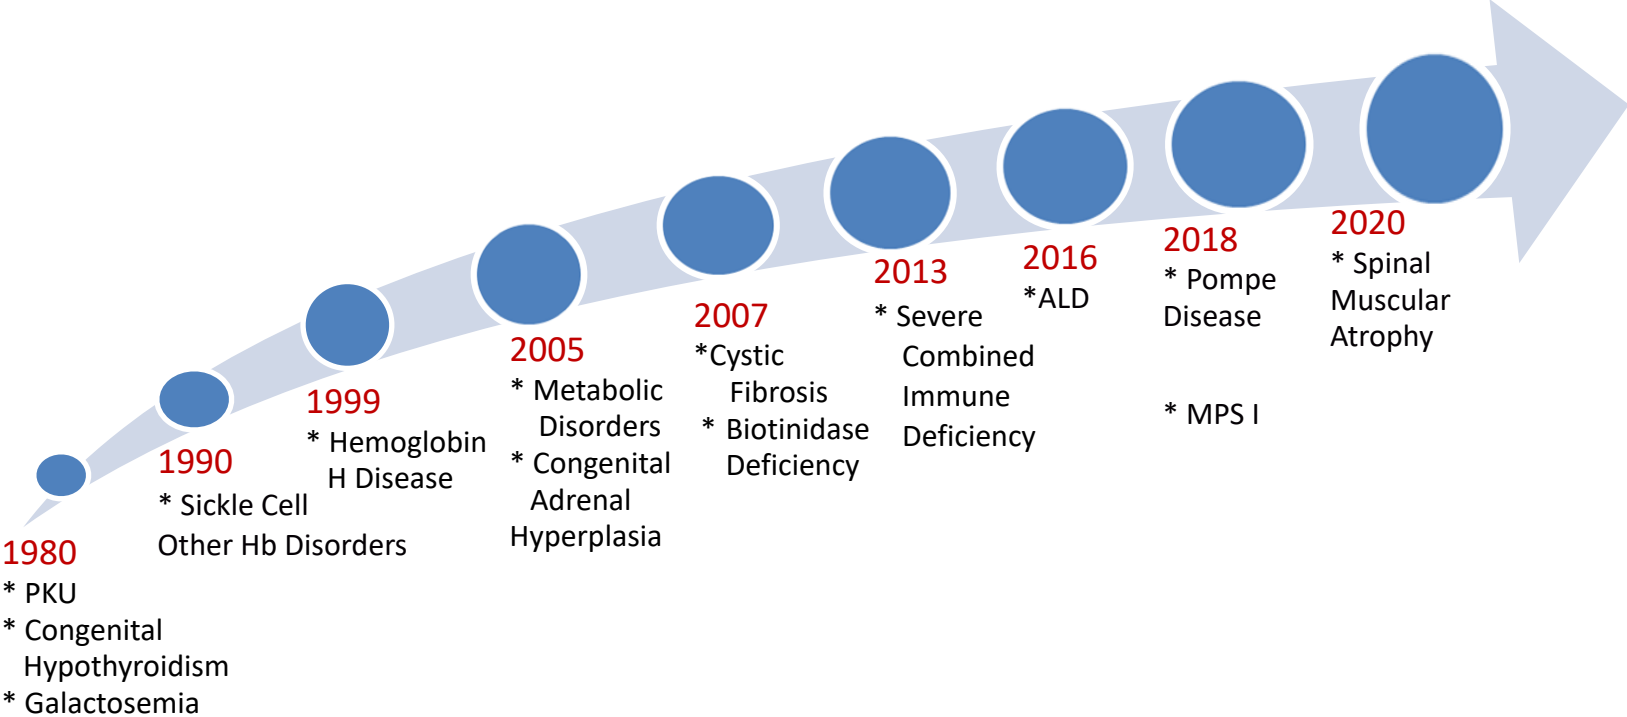 1980
* PKU
* Congenital
Hypothyroidism
* Galactosemia
1990
* Sickle Cell
Other Hb Disorders
1999
* Hemoglobin
H Disease
2005
* Metabolic
Disorders
* Congenital
Adrenal
Hyperplasia
2007
*Cystic
Fibrosis
* Biotinidase
Deficiency
2013
* Severe
Combined
Immune
Deficiency
2016
*ALD
2018
* Pompe
Disease
* MPS I
2020
* Spinal
Muscular
Atrophy